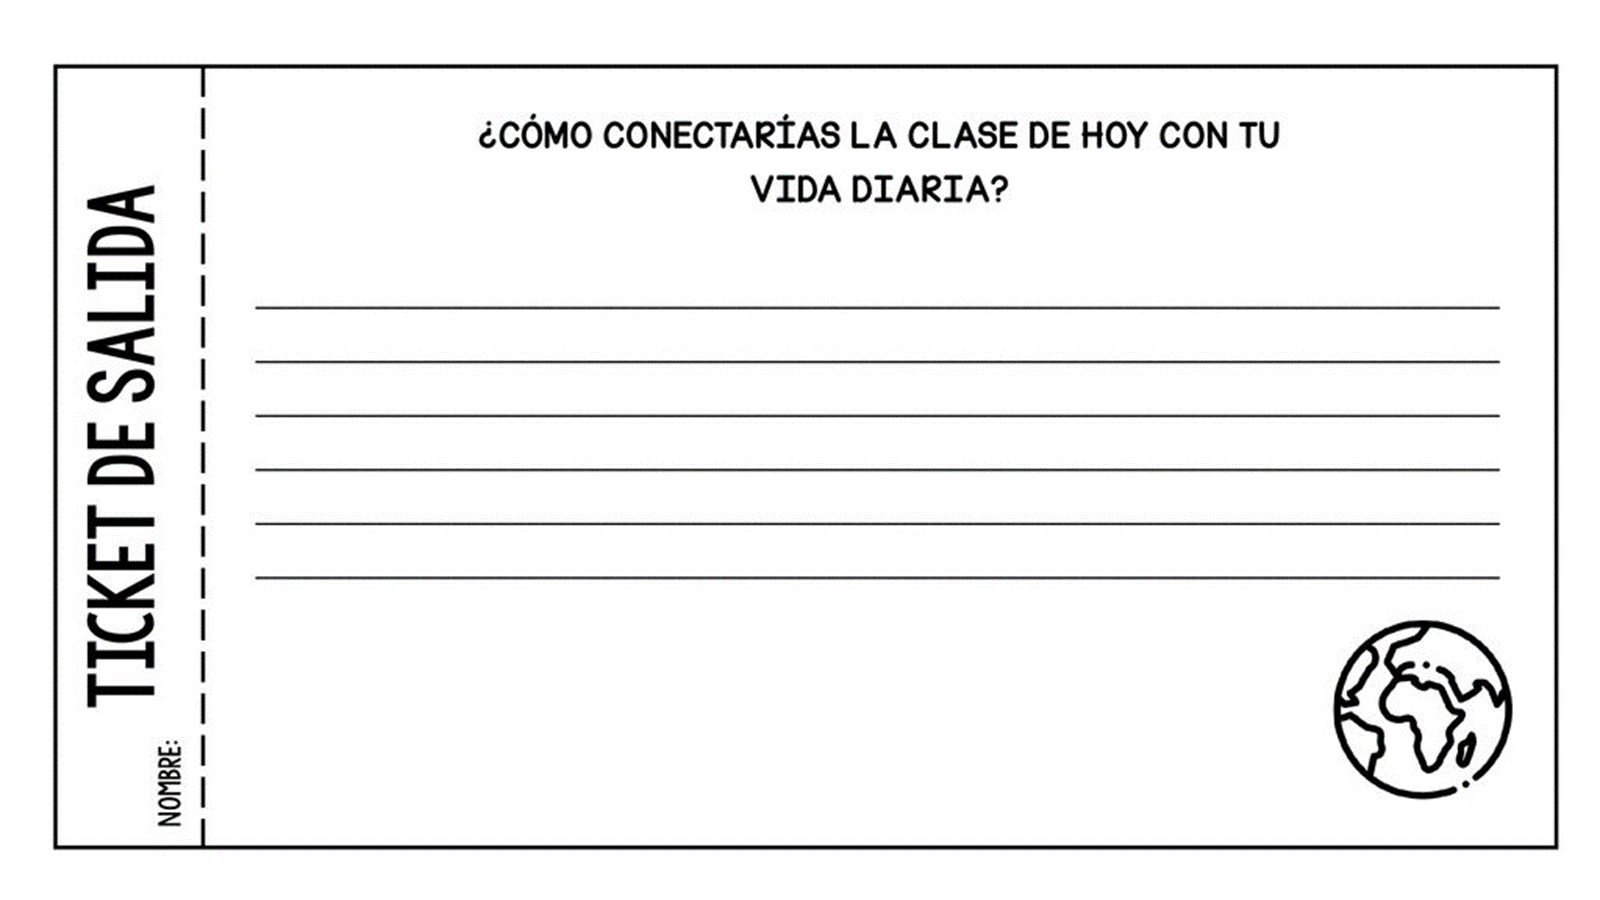 TICKET DE SALIDA
NOMBRE:
¿CÓMO CONECTARÍAS LA CLASE DE HOY CON TU
VIDA DIARIA?